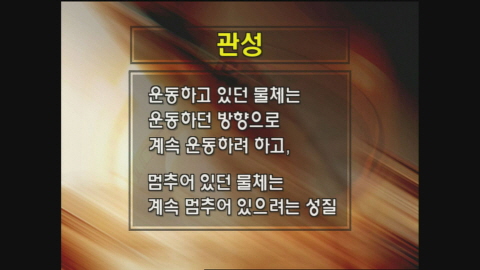 관성
운동하고 있던 물체는
운동하던 방향으로
계속 운동하려 하고,
멈추어 있던 물체는
계속 멈추어 있으려는 성질